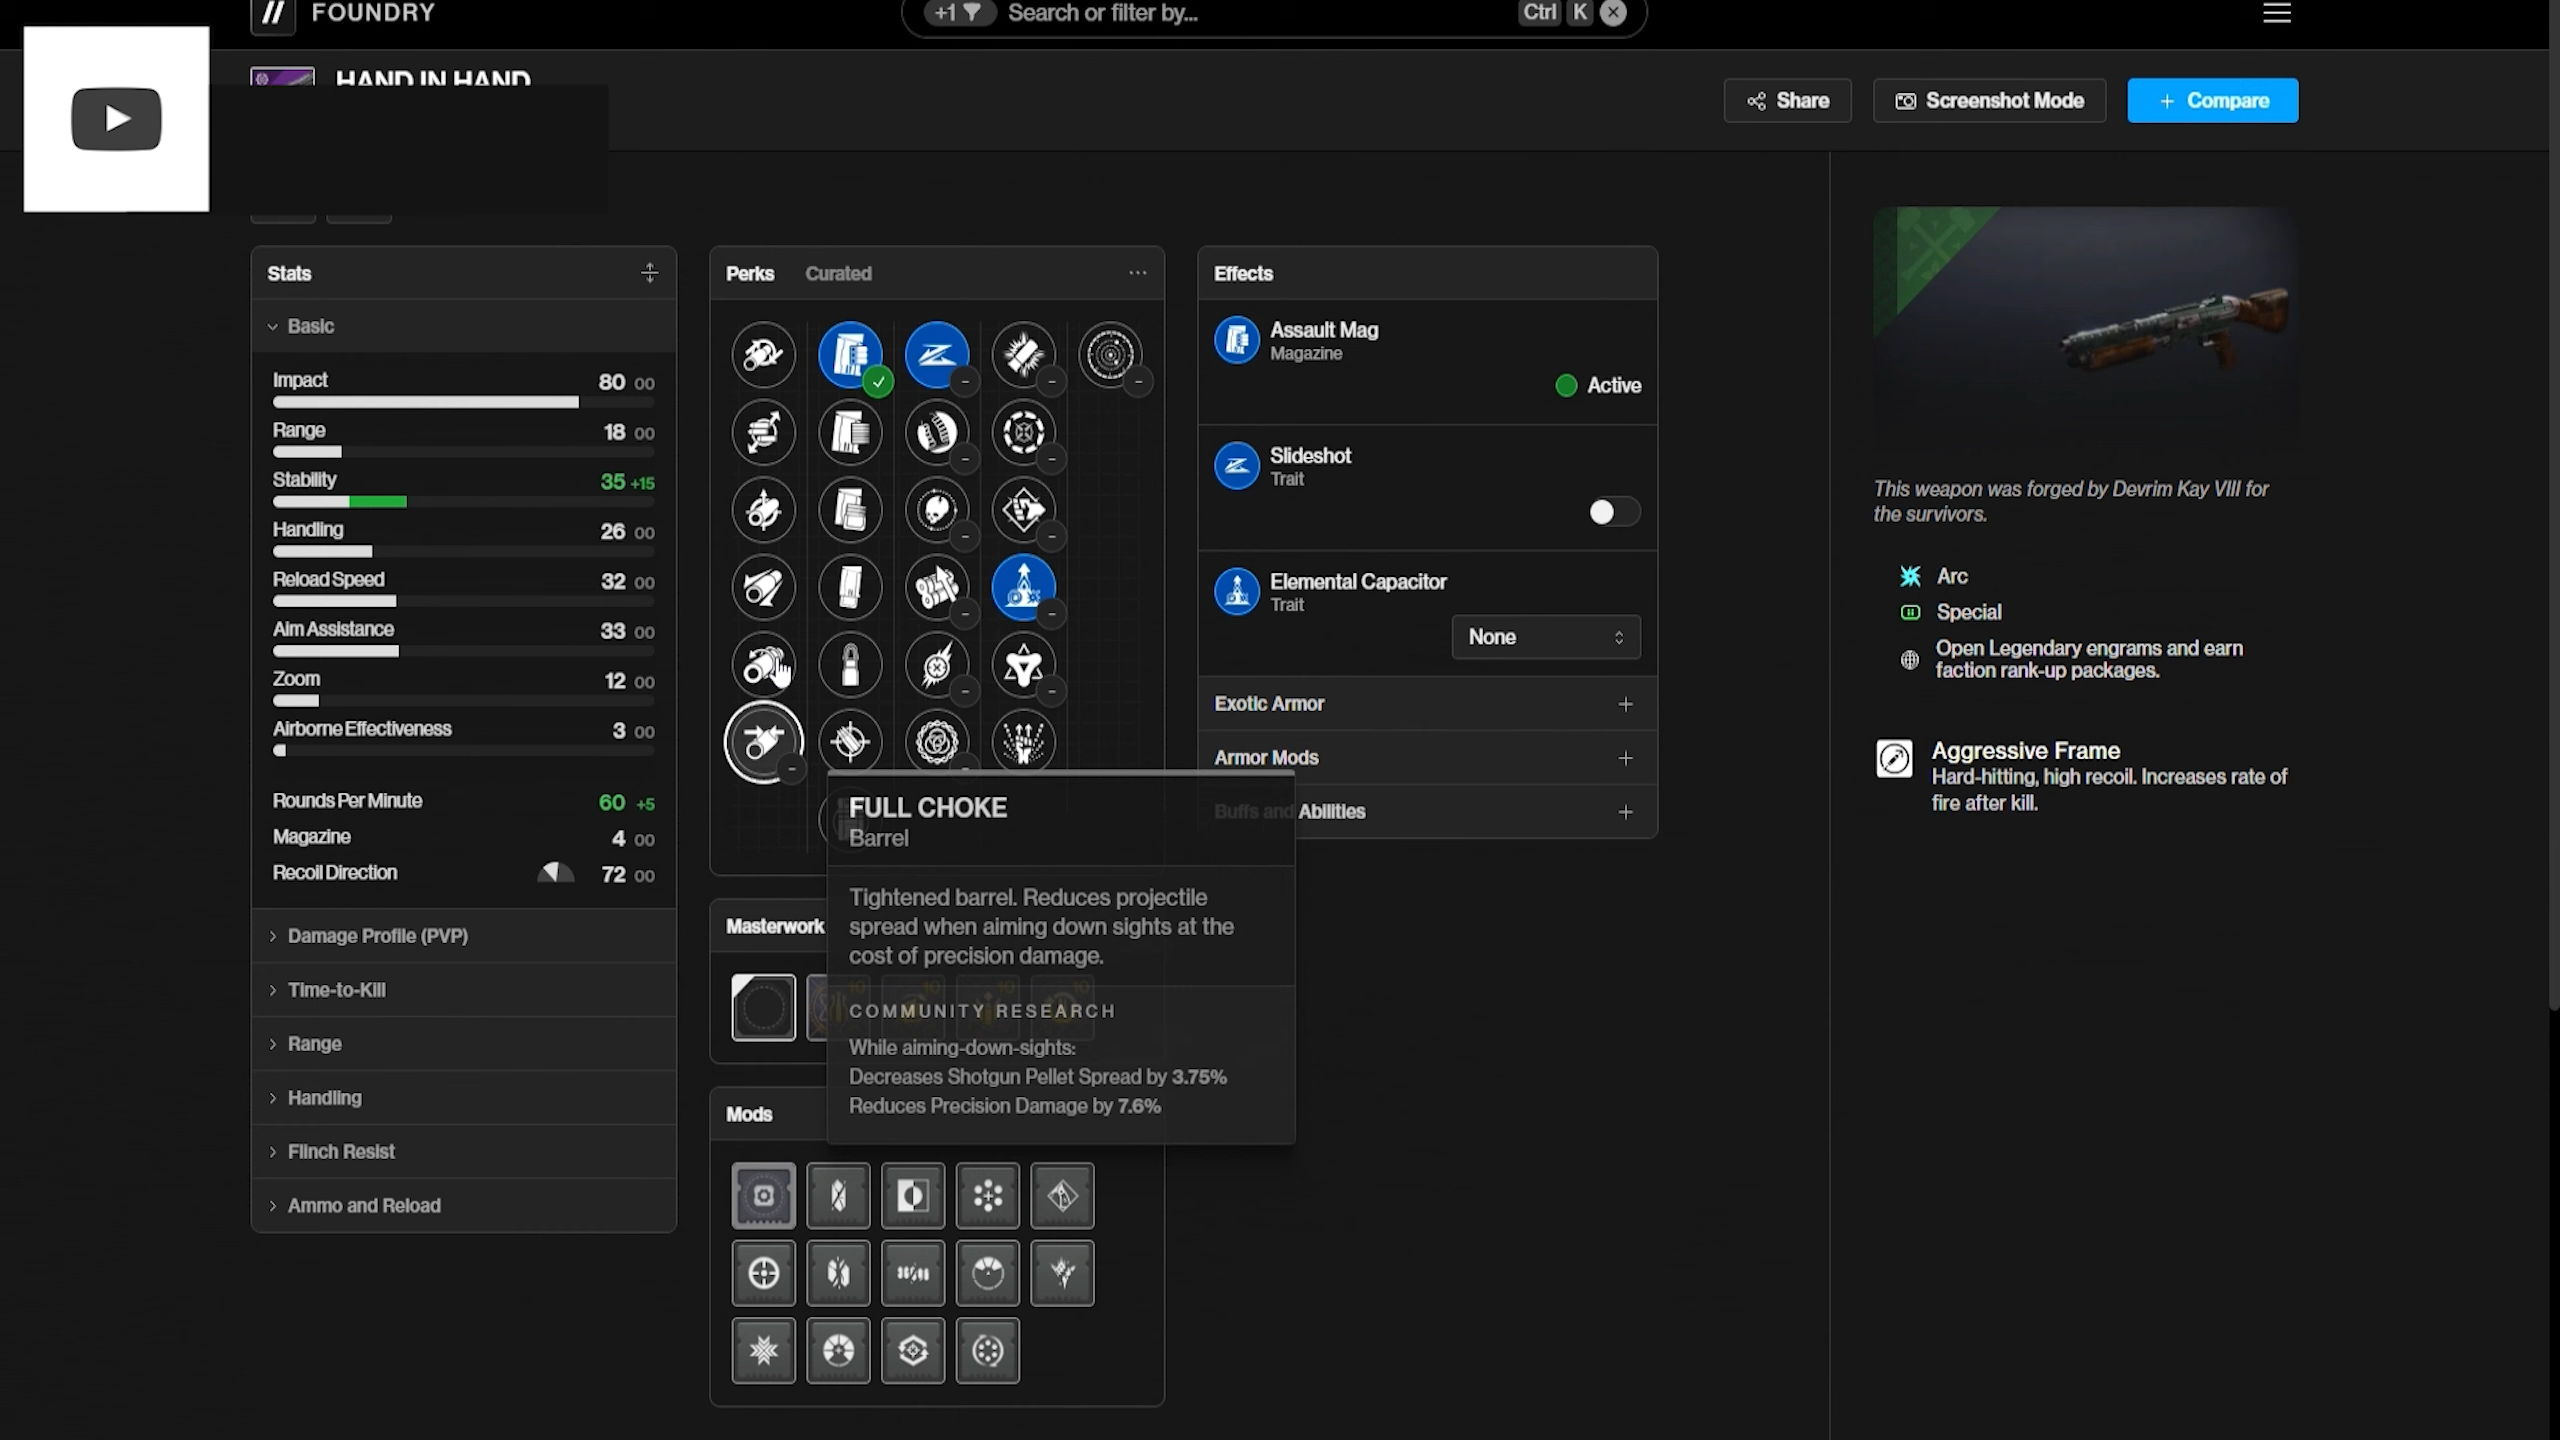 FOUNDRY
+1
Search or filter by...
Ctrl K
HAND IN HAND
Share
Screenshot Mode
+ Compare
Stats
Basic
Impact 80 00
Range 18 00
Stability 35 +15
Handling 26 00
Reload Speed 32 00
Aim Assistance 33 00
Zoom 12 00
Airborne Effectiveness 3 00
Rounds Per Minute 60 +5
Magazine 4 00
Recoil Direction 72 00
Damage Profile (PVP)
Time-to-Kill
Range
Handling
Flinch Resist
Ammo and Reload
Perks Curated
FULL CHOKE
Barrel
Tightened barrel. Reduces projectile
spread when aiming down sights at the
cost of precision damage.
COMMUNITY RESEARCH
While aiming-down-sights:
Decreases Shotgun Pellet Spread by 3.75%
Reduces Precision Damage by 7.6%
Masterwork
10 10 10 10
Mods
Effects
Assault Mag
Magazine
Active
Slideshot
Trait
Elemental Capacitor
Trait
None
Exotic Armor
Armor Mods
Buffs and Abilities
This weapon was forged by Devrim Kay VIII for
the survivors.
Arc
Special
Open Legendary engrams and earn
faction rank-up packages.
Aggressive Frame
Hard-hitting, high recoil. Increases rate of
fire after kill.